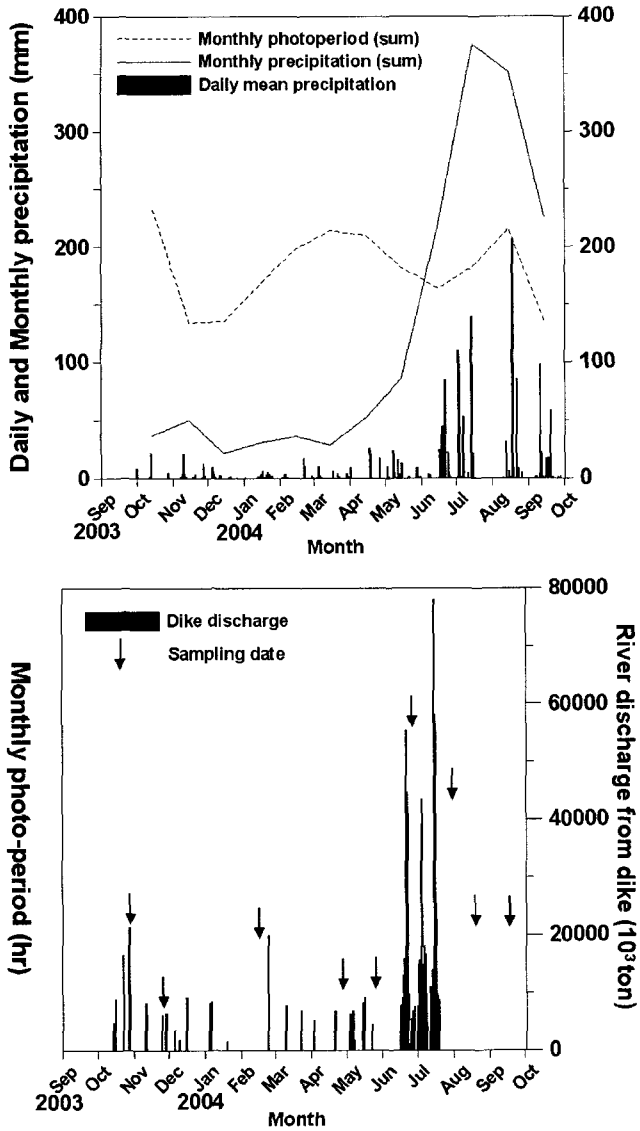 400
300
200
100
0
400
300
200
100
0
Daily and Monthly precipitation (mm)
Monthly photoperiod (sum)
Monthly precipitation (sum)
Daily mean precipitation
Sep Oct Nov Dec Jan Feb Mar Apr May Jun Jul Aug Sep Oct
2003 2004
Month
Monthly photo-period (hr)
Dike discharge
Sampling date
80000
60000
40000
20000
0
River discharge from dike (10³ton)
Sep Oct Nov Dec Jan Feb Mar Apr May Jun Jul Aug Sep Oct
2003 2004
Month